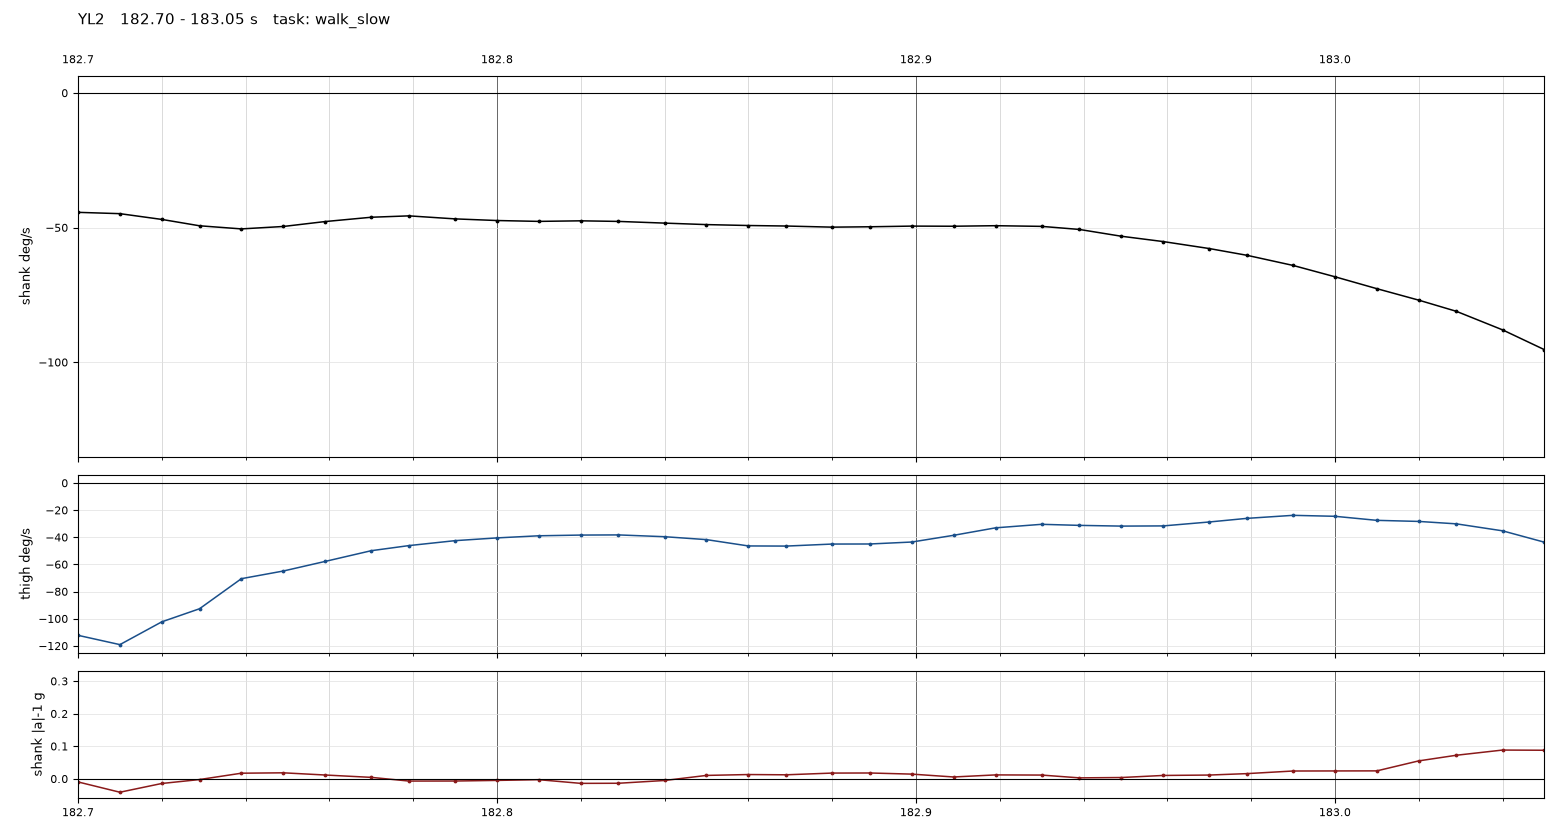 YL2   182.70 - 183.05 s   task: walk_slow
182.7 182.8 182.9 183.0
0
−50
−100
shank deg/s
0
−20
−40
−60
−80
−100
−120
thigh deg/s
0.3
0.2
0.1
0.0
shank |a|-1 g
182.7 182.8 182.9 183.0